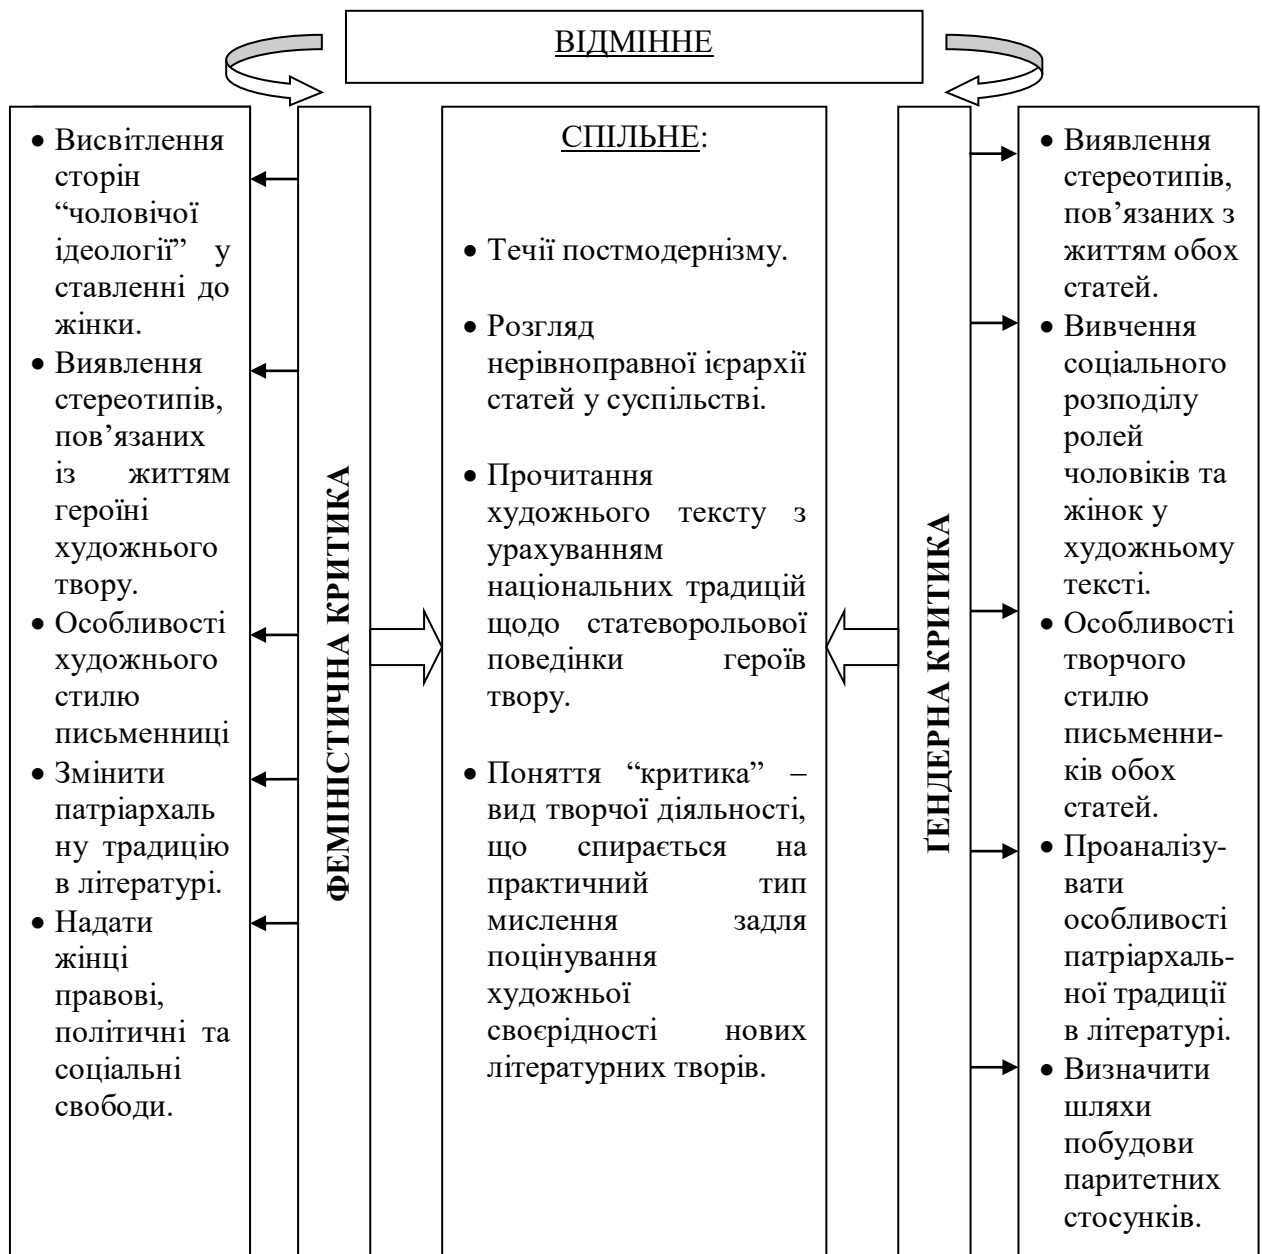 ВІДМІННЕ
• Висвітлення
сторін
“чоловічої
ідеології” у
ставленні до
жінки.
• Виявлення
стереотипів,
пов’язаних
із життям
героїні
художнього
твору.
• Особливості
художнього
стилю
письменниці
• Змінити
патріархаль
ну традицію
в літературі.
• Надати
жінці
правові,
політичні та
соціальні
свободи.
ФЕМІНІСТИЧНА КРИТИКА
СПІЛЬНЕ:
• Течії постмодернізму.
• Розгляд
нерівноправної ієрархії
статей у суспільстві.
• Прочитання
художнього тексту з
урахуванням
національних традицій
щодо статеворольової
поведінки героїв
твору.
• Поняття “критика” –
вид творчої діяльності,
що спирається на
практичний тип
мислення задля
поцінування
художньої
своєрідності нових
літературних творів.
ҐЕНДЕРНА КРИТИКА
• Виявлення
стереотипів,
пов’язаних з
життям обох
статей.
• Вивчення
соціального
розподілу
ролей
чоловіків та
жінок у
художньому
тексті.
• Особливості
творчого
стилю
письменни-
ків обох
статей.
• Проаналізу-
вати
особливості
патріархаль-
ної традиції
в літературі.
• Визначити
шляхи
побудови
паритетних
стосунків.